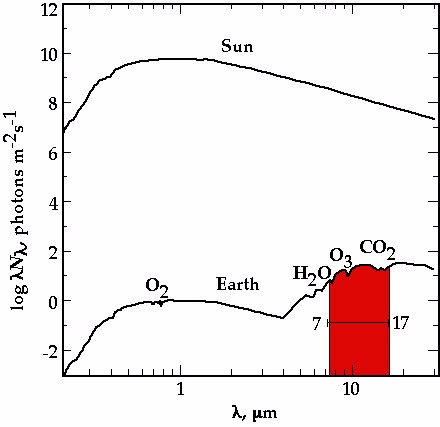 12
10
8
6
4
2
0
-2
log λNλ, photons m-2s-1
Sun
O2
Earth
H2O
O3
CO2
7
17
1
10
λ, μm